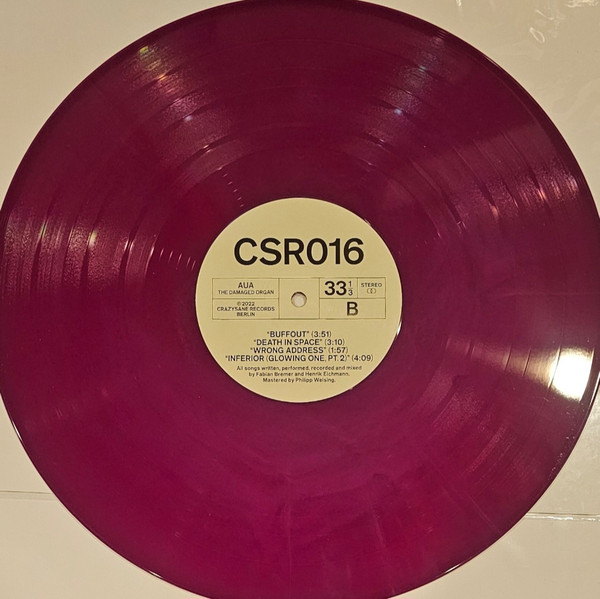 CSR016
AUA
THE DAMAGED ORGAN
33 1/3
STEREO
℗ 2022
CRAZYSANE RECORDS
BERLIN
B
"BUFFOUT" (3:51)
"DEATH IN SPACE" (3:10)
"WRONG ADDRESS" (1:57)
"INFERIOR (GLOWING ONE, PT. 2)" (4:09)
All songs written, performed, recorded and mixed
by Fabian Bremer and Henrik Eichmann.
Mastered by Philipp Welsing.